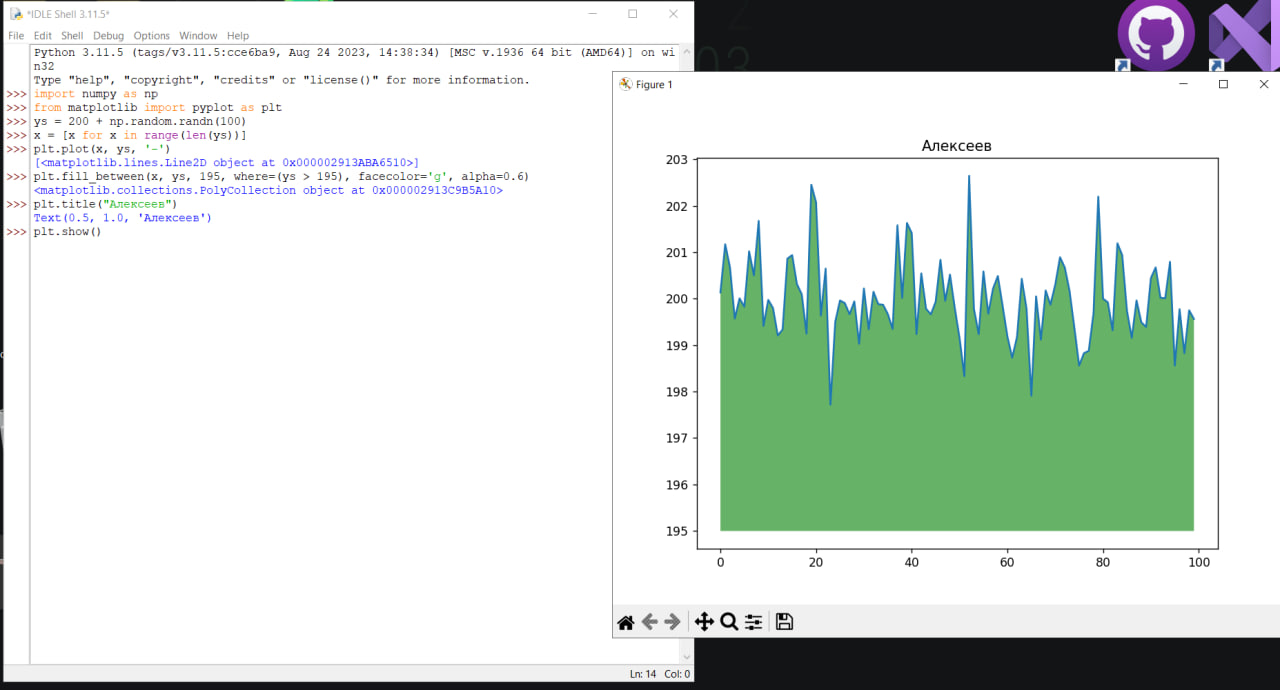 *IDLE Shell 3.11.5*
File Edit Shell Debug Options Window Help
Python 3.11.5 (tags/v3.11.5:cce6ba9, Aug 24 2023, 14:38:34) [MSC v.1936 64 bit (AMD64)] on wi
n32
Type "help", "copyright", "credits" or "license()" for more information.
>>> import numpy as np
>>> from matplotlib import pyplot as plt
>>> ys = 200 + np.random.randn(100)
>>> x = [x for x in range(len(ys))]
>>> plt.plot(x, ys, '-')
[<matplotlib.lines.Line2D object at 0x000002913ABA6510>]
>>> plt.fill_between(x, ys, 195, where=(ys > 195), facecolor='g', alpha=0.6)
<matplotlib.collections.PolyCollection object at 0x000002913C9B5A10>
>>> plt.title("Алексеев")
Text(0.5, 1.0, 'Алексеев')
>>> plt.show()
Ln: 14 Col: 0
Figure 1
Алексеев
203
202
201
200
199
198
197
196
195
0 20 40 60 80 100